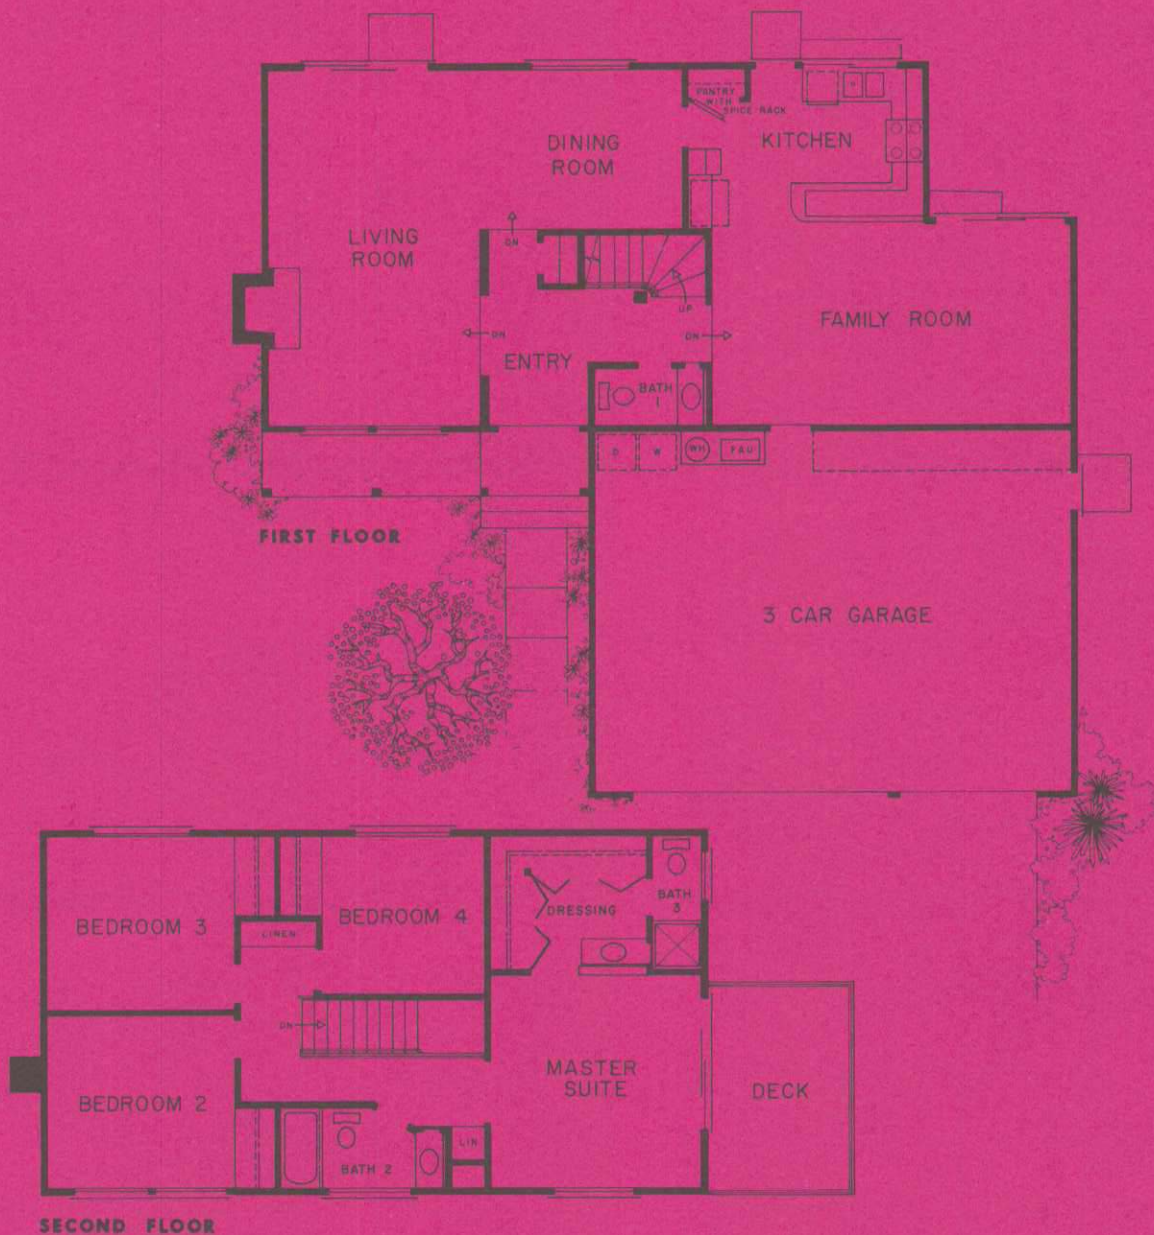 PANTRY
WITH
SPICE RACK
KITCHEN
DINING
ROOM
LIVING
ROOM
DN
UP
FAMILY ROOM
DN
DN
ENTRY
BATH
1
D
W
WH
FAU
FIRST FLOOR
3 CAR GARAGE
BEDROOM 3
LINEN
BEDROOM 4
DRESSING
BATH
3
DN
MASTER
SUITE
DECK
BEDROOM 2
LIN
BATH 2
SECOND FLOOR